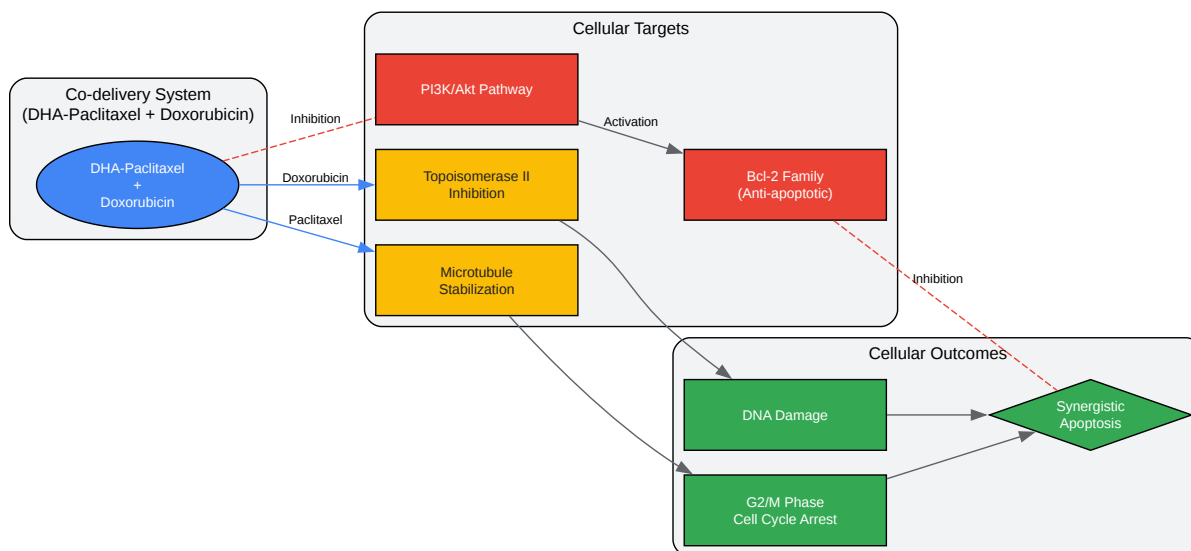 Cellular Targets
Co-delivery System
(DHA-Paclitaxel + Doxorubicin)
DHA-Paclitaxel
+
Doxorubicin
Inhibition
Doxorubicin
Paclitaxel
PI3K/Akt Pathway
Activation
Topoisomerase II
Inhibition
Microtubule
Stabilization
Bcl-2 Family
(Anti-apoptotic)
Inhibition
Cellular Outcomes
DNA Damage
G2/M Phase
Cell Cycle Arrest
Synergistic
Apoptosis